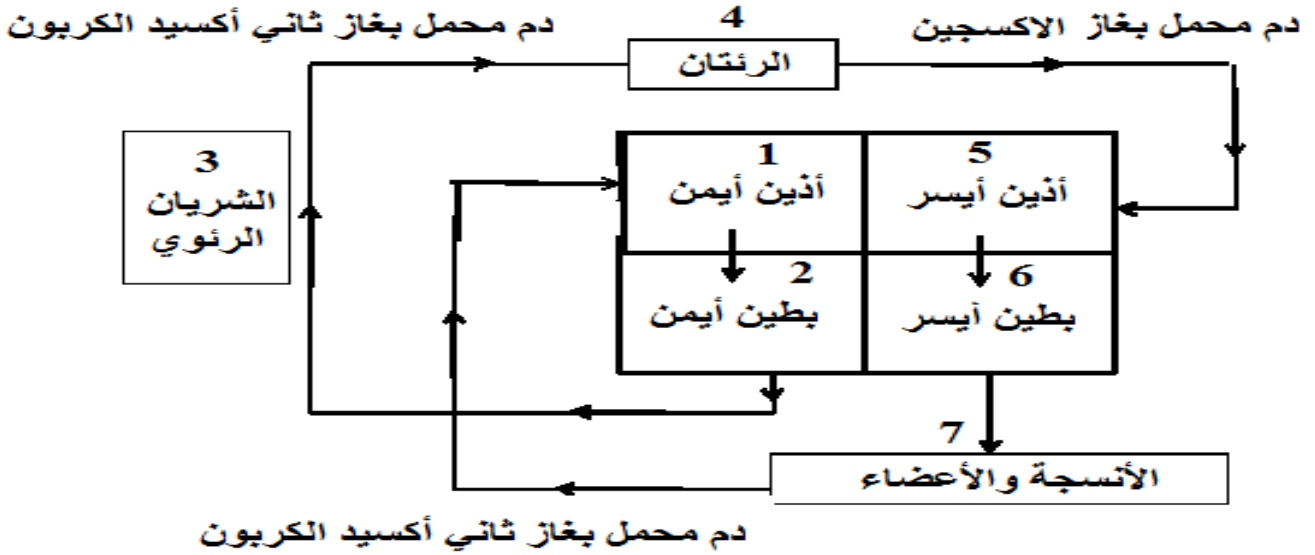 دم محمل بغاز الاكسجين
4
دم محمل بغاز ثاني أكسيد الكربون
الرئتان
3
الشريان
الرئوي
5
أذين أيسر
1
أذين أيمن
6
بطين أيسر
2
بطين أيمن
7
الأنسجة والأعضاء
دم محمل بغاز ثاني أكسيد الكربون